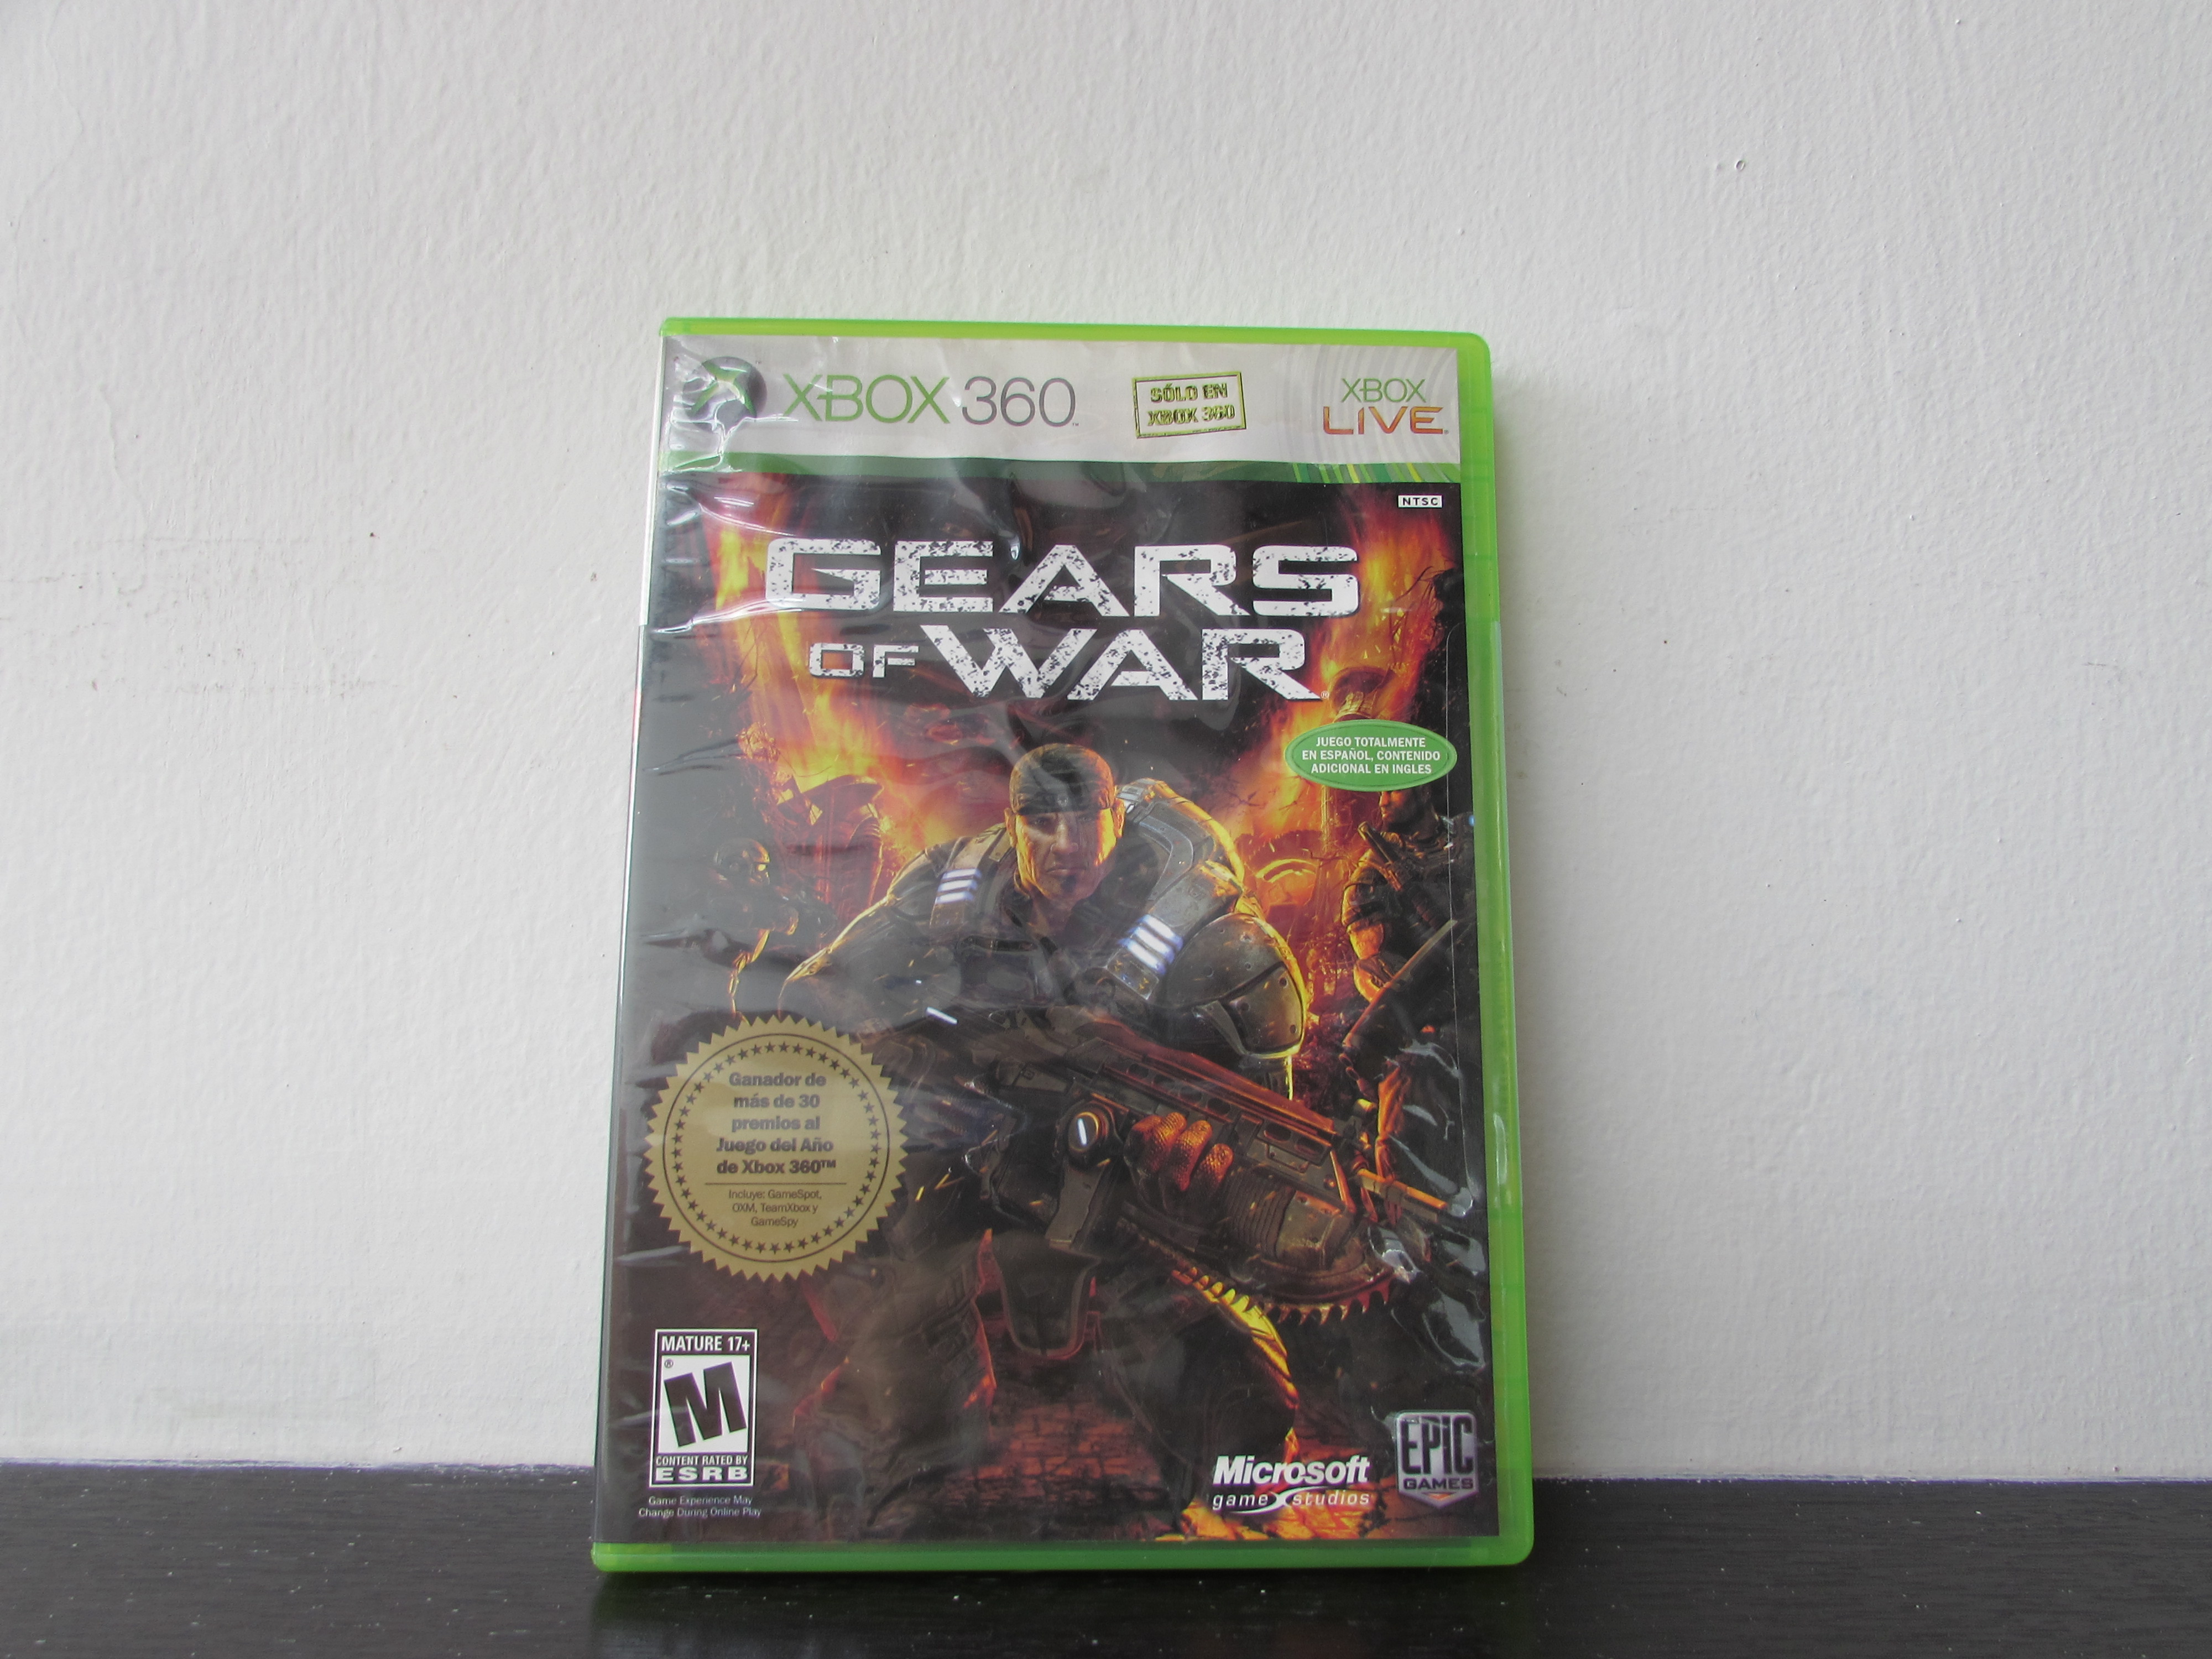 XBOX 360™
SÓLO EN
XBOX 360
XBOX
LIVE®
NTSC
GEARS
OF WAR®
JUEGO TOTALMENTE
EN ESPAÑOL, CONTENIDO
ADICIONAL EN INGLES
Ganador de
más de 30
premios al
Juego del Año
de Xbox 360™
Incluye: GameSpot,
OXM, TeamXbox y
GameSpy
MATURE 17+
M®
CONTENT RATED BY
ESRB
Game Experience May
Change During Online Play
Microsoft
game studios
EPIC
GAMES